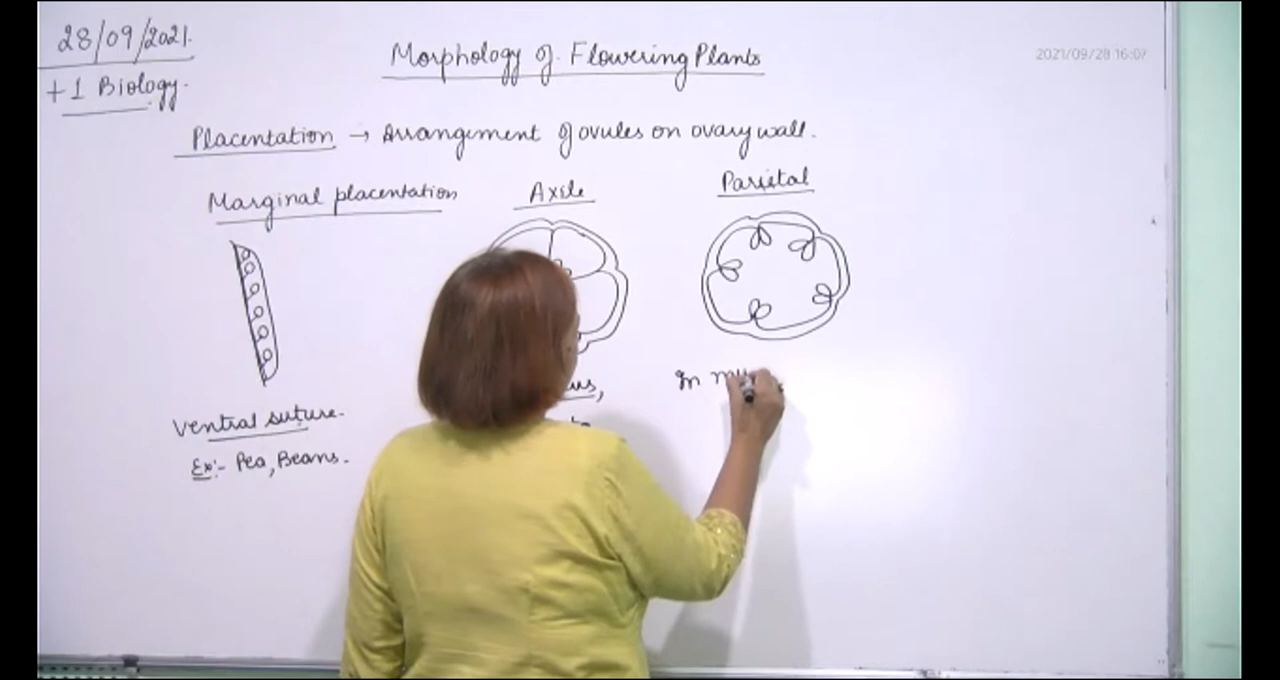 28/09/2021.
+1 Biology.
Morphology of Flowering Plants
2021/09/28 16:07
Placentation → Arrangement of ovules on ovary wall.
Marginal placentation
Axile
Parietal
Ventral suture.
Ex:- Pea, Beans.
In